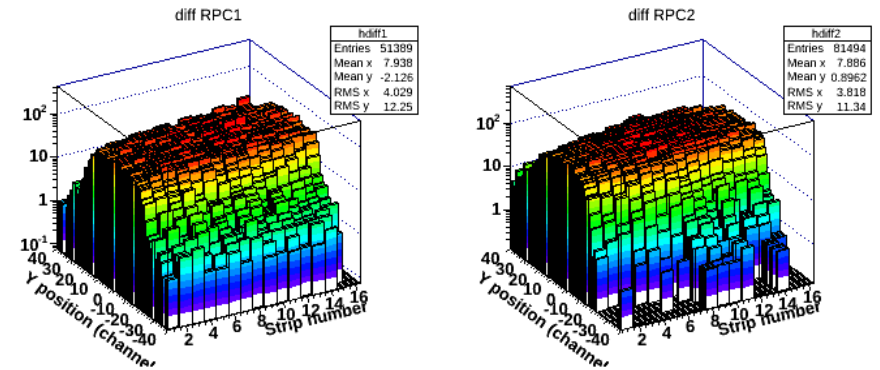 diff RPC1
hdiff1
Entries 51389
Mean x 7.938
Mean y -2.126
RMS x 4.029
RMS y 12.25
10²
10
1
10⁻¹
40
30
20
10
0
-10
-20
-30
-40
Y position (channel
2 4 6 8 10 12 14 16
Strip number
diff RPC2
hdiff2
Entries 81494
Mean x 7.886
Mean y 0.8962
RMS x 3.818
RMS y 11.34
10²
10
1
40
30
20
10
0
-10
-20
-30
-40
Y position (channel
2 4 6 8 10 12 14 16
Strip number